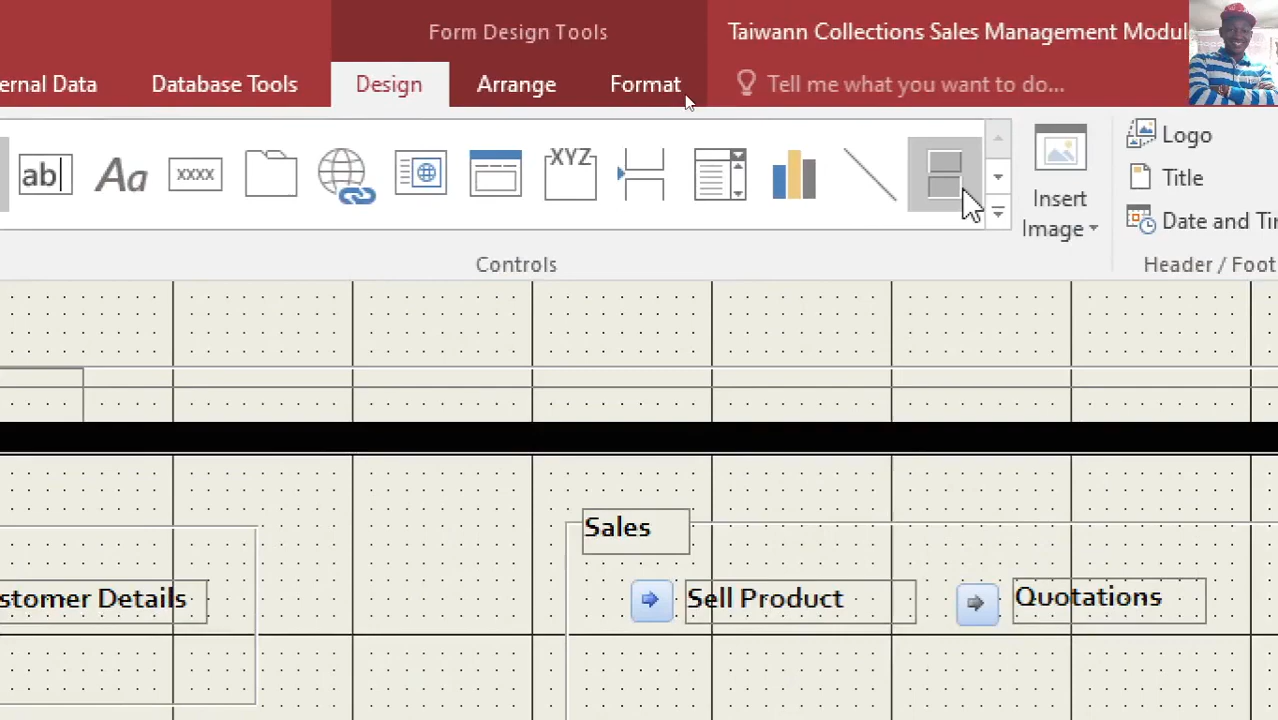 Form Design Tools
Taiwann Collections Sales Management Modul
ernal Data
Database Tools
Design
Arrange
Format
Tell me what you want to do...
ab
Aa
xxxx
XYZ
Insert
Image
Logo
Title
Date and Tin
Controls
Header / Foot
Sales
stomer Details
Sell Product
Quotations